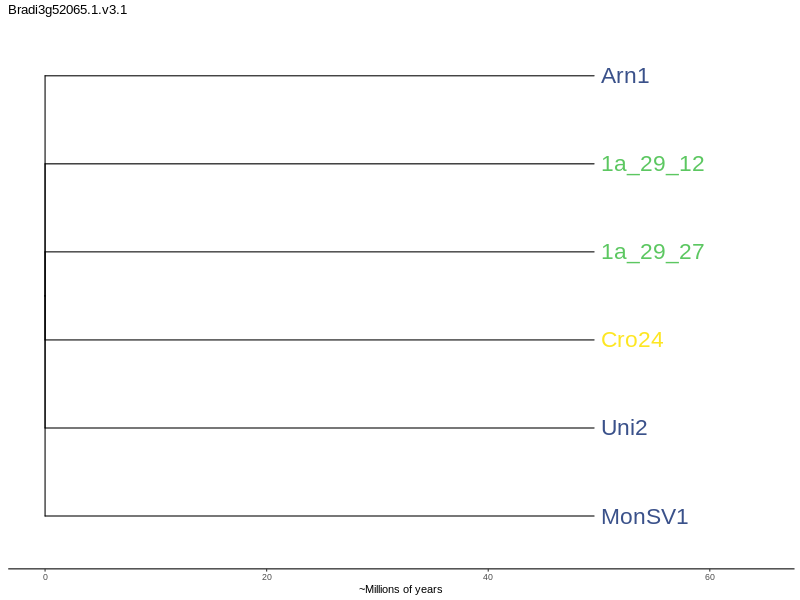 Bradi3g52065.1.v3.1
Arn1
1a_29_12
1a_29_27
Cro24
Uni2
MonSV1
0 20 40 60
~Millions of years